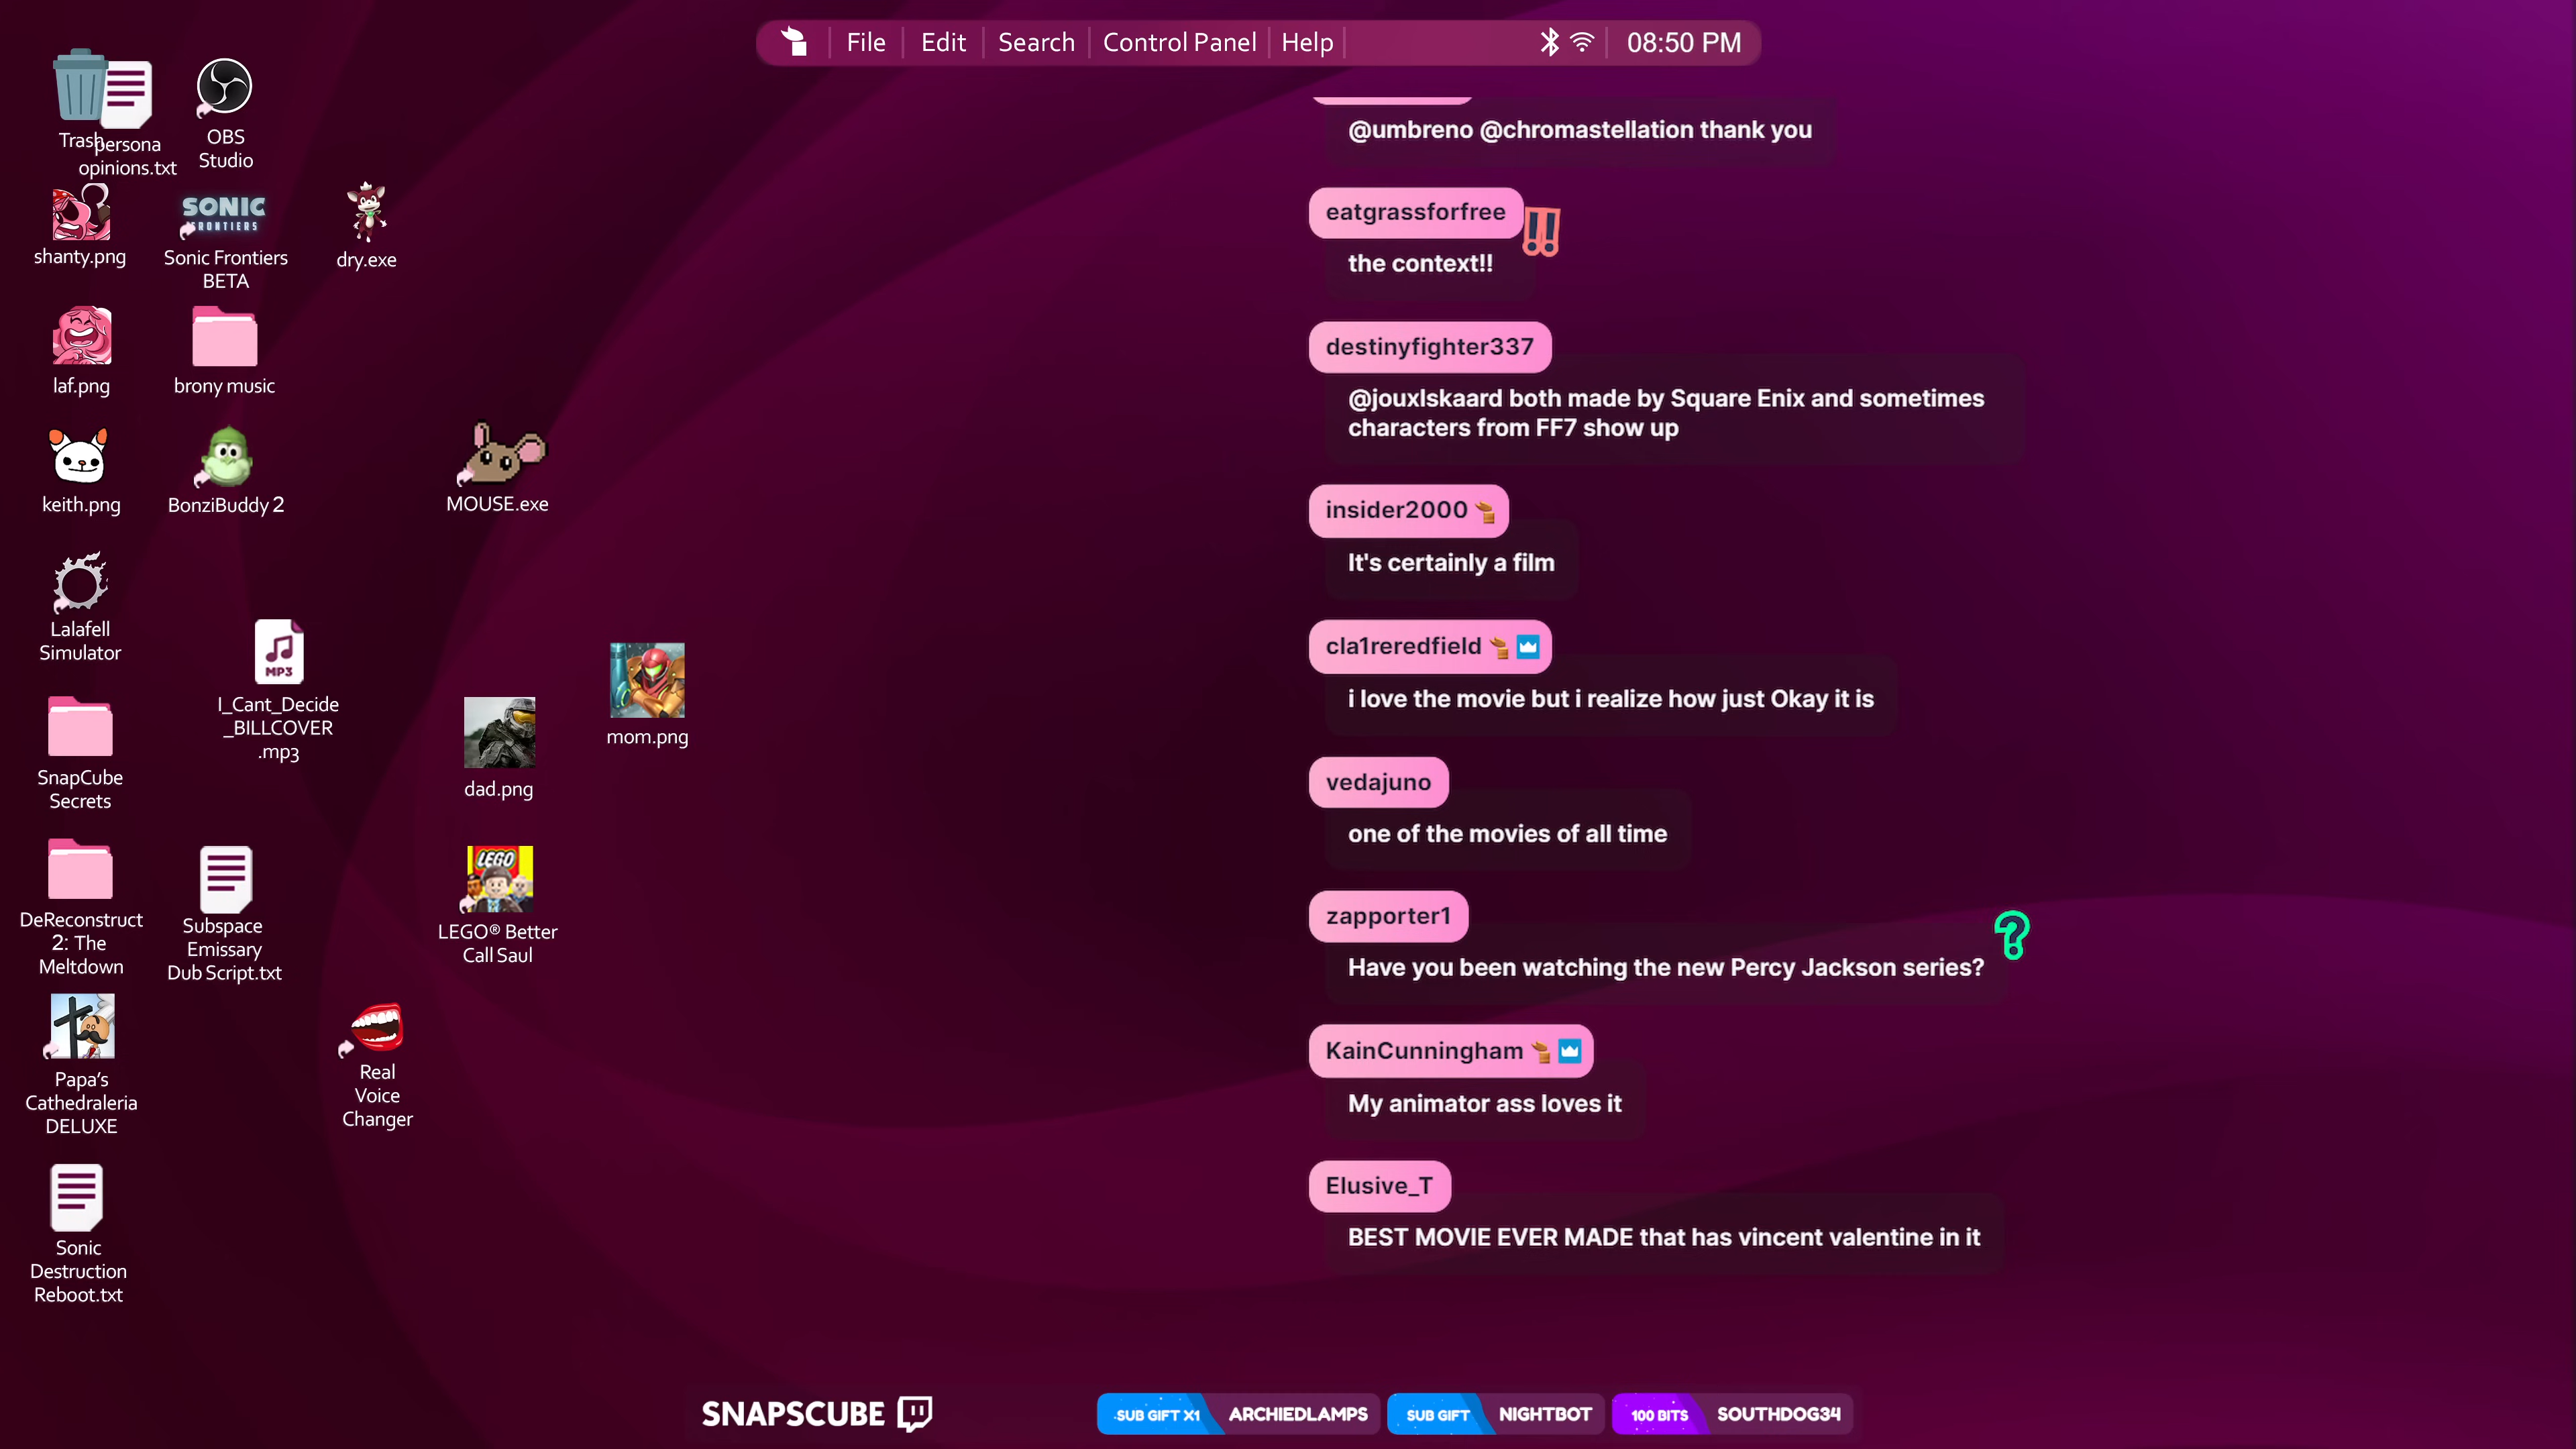 File Edit Search Control Panel Help 08:50 PM
Trash
persona
opinions.txt
OBS
Studio
shanty.png
SONIC
FRONTIERS
Sonic Frontiers
BETA
dry.exe
laf.png
brony music
keith.png
BonziBuddy 2
MOUSE.exe
Lalafell
Simulator
MP3
I_Cant_Decide
_BILLCOVER
.mp3
mom.png
dad.png
SnapCube
Secrets
DeReconstruct
2: The
Meltdown
Subspace
Emissary
Dub Script.txt
LEGO
LEGO® Better
Call Saul
Papa's
Cathedraleria
DELUXE
Real
Voice
Changer
Sonic
Destruction
Reboot.txt
@umbreno @chromastellation thank you
eatgrassforfree
the context!!
destinyfighter337
@jouxlskaard both made by Square Enix and sometimes
characters from FF7 show up
insider2000
It's certainly a film
cla1reredfield
i love the movie but i realize how just Okay it is
vedajuno
one of the movies of all time
zapporter1
Have you been watching the new Percy Jackson series?
KainCunningham
My animator ass loves it
Elusive_T
BEST MOVIE EVER MADE that has vincent valentine in it
SNAPSCUBE
SUB GIFT X1 ARCHIEDLAMPS SUB GIFT NIGHTBOT 100 BITS SOUTHDOG34